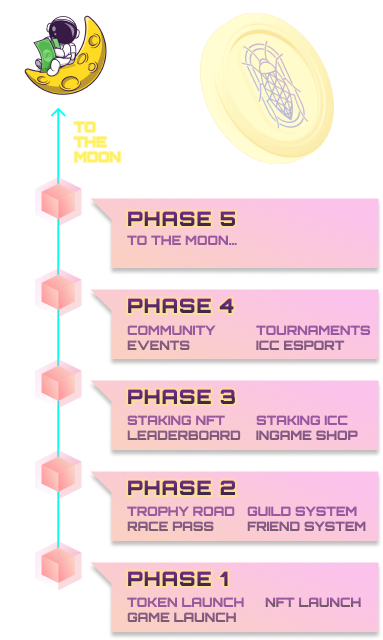 TO
THE
MOON
PHASE 5
TO THE MOON...
PHASE 4
COMMUNITY TOURNAMENTS
EVENTS ICC ESPORT
PHASE 3
STAKING NFT STAKING ICC
LEADERBOARD INGAME SHOP
PHASE 2
TROPHY ROAD GUILD SYSTEM
RACE PASS FRIEND SYSTEM
PHASE 1
TOKEN LAUNCH NFT LAUNCH
GAME LAUNCH